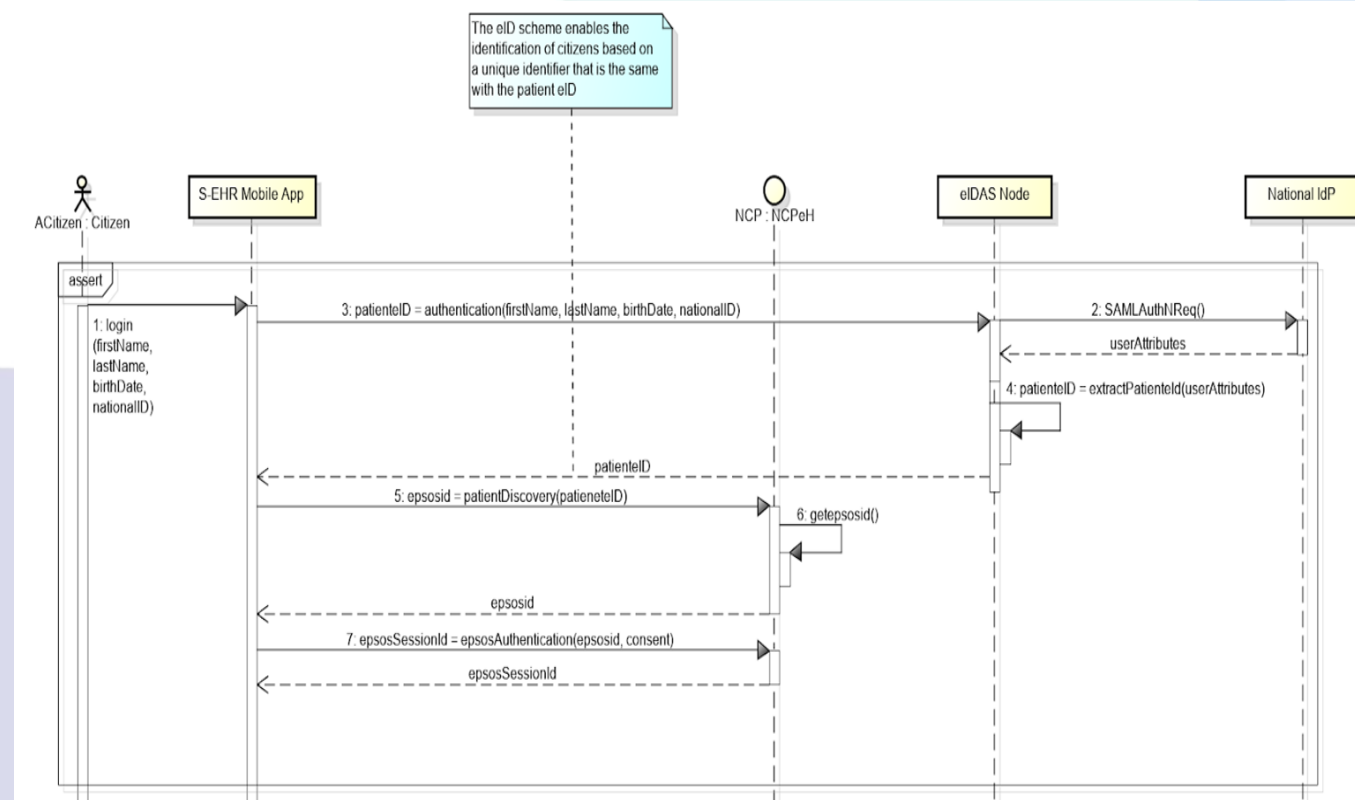 The eID scheme enables the
identification of citizens based on
a unique identifier that is the same
with the patient eID
ACitizen : Citizen
S-EHR Mobile App
NCP : NCPeH
eIDAS Node
National IdP
assert
1: login
(firstName,
lastName,
birthDate,
nationalID)
3: patienteID = authentication(firstName, lastName, birthDate, nationalID)
2: SAMLAuthNReq()
userAttributes
4: patienteID = extractPatienteId(userAttributes)
patienteID
5: epsosid = patientDiscovery(patieneteID)
6: getepsosid()
epsosid
7: epsosSessionId = epsosAuthentication(epsosid, consent)
epsosSessionId